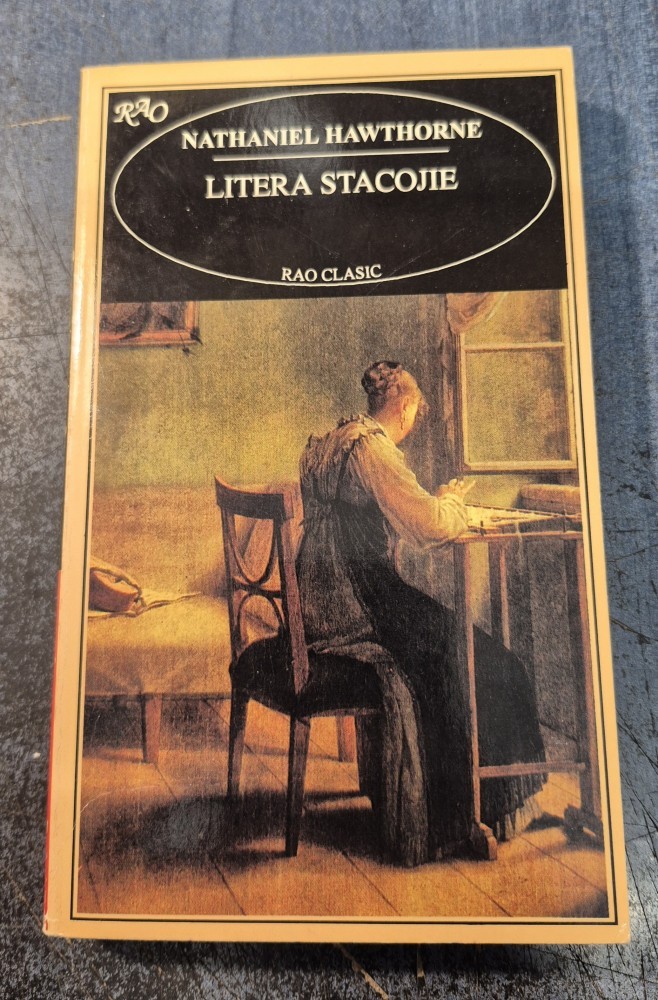 RAO
NATHANIEL HAWTHORNE
LITERA STACOJIE
RAO CLASIC